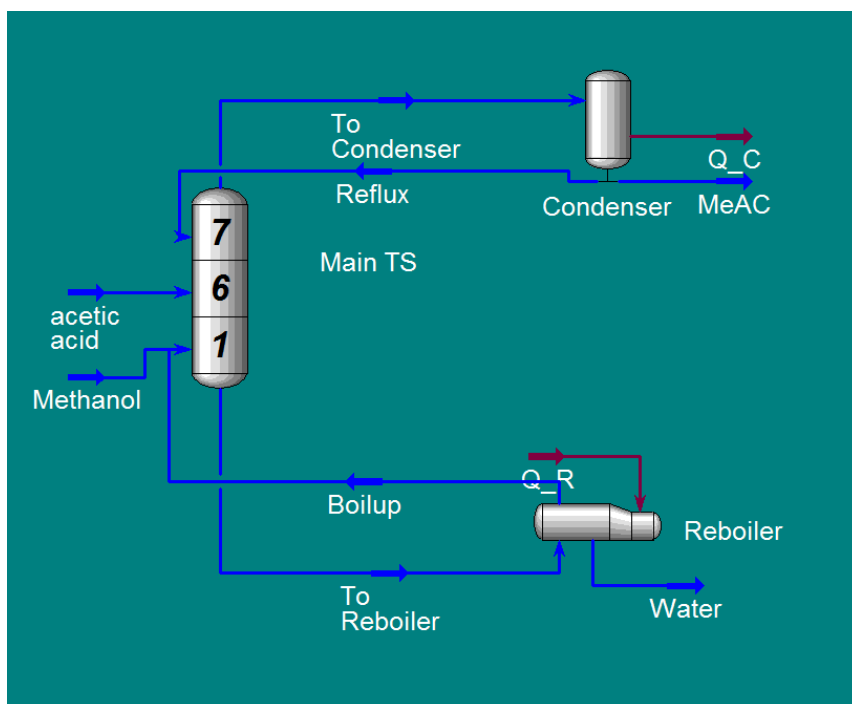 To
Condenser
Q_C
Reflux
Condenser
MeAC
7
Main TS
6
acetic
acid
1
Methanol
Q_R
Boilup
Reboiler
To
Reboiler
Water